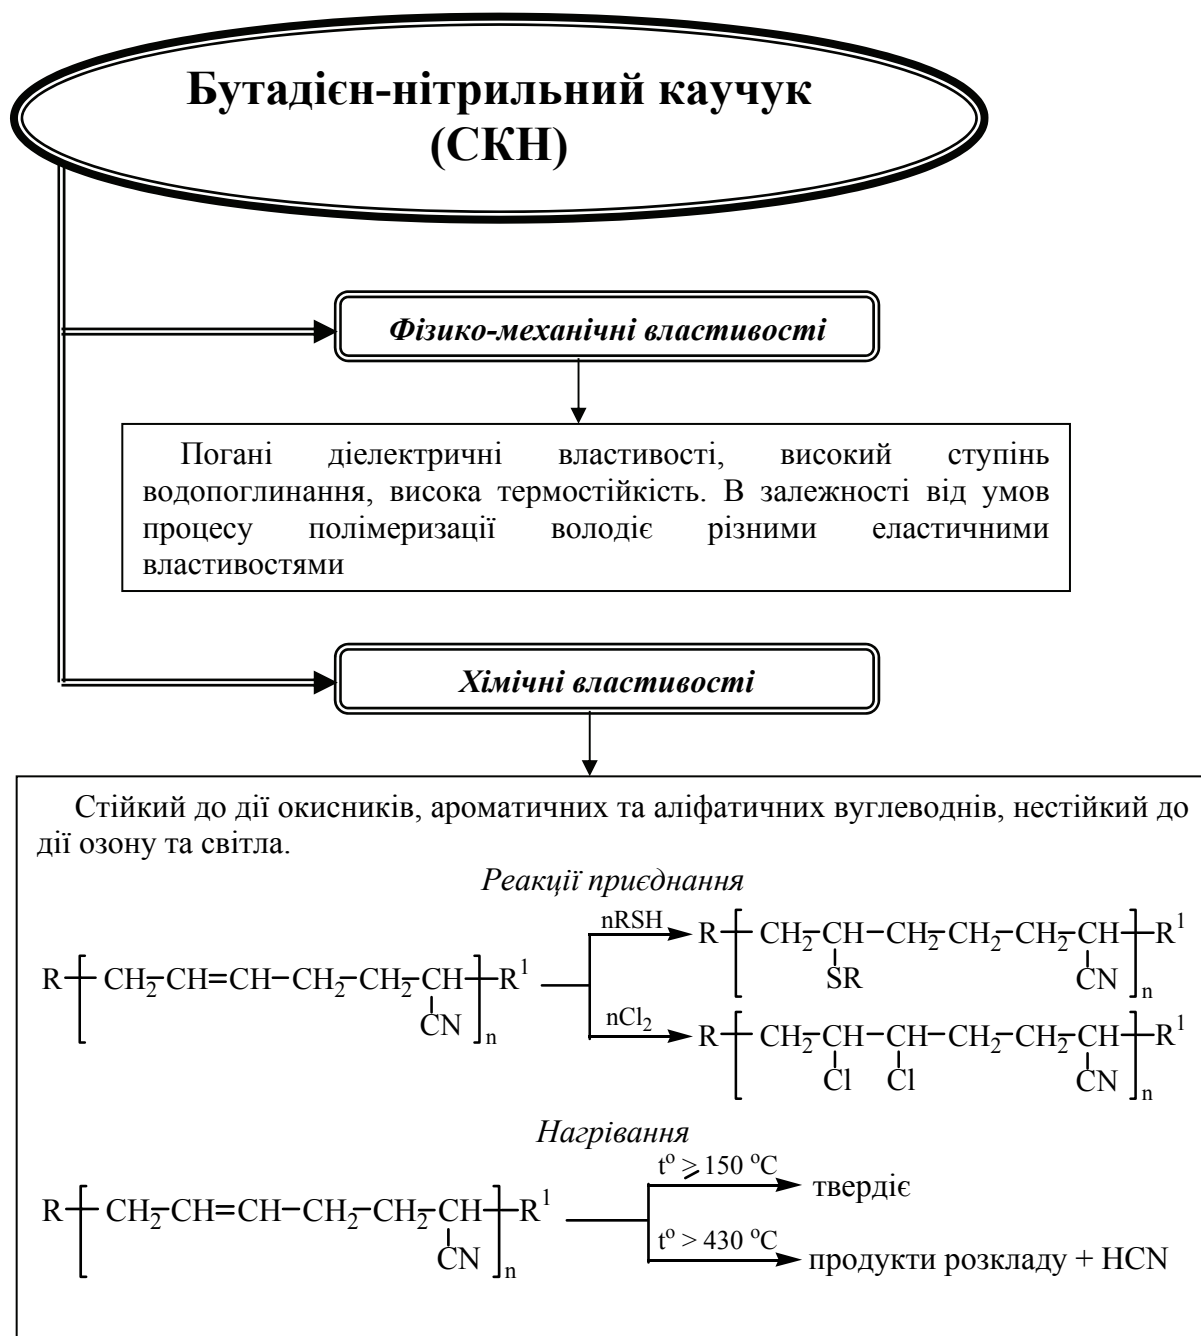 Бутадієн-нітрильний каучук
(СКН)
Фізико-механічні властивості
Погані діелектричні властивості, високий ступінь
водопоглинання, висока термостійкість. В залежності від умов
процесу полімеризації володіє різними еластичними
властивостями
Хімічні властивості
Стійкий до дії окисників, ароматичних та аліфатичних вуглеводнів, нестійкий до
дії озону та світла.
Реакції приєднання
nRSH
R-[-CH₂-CH-CH₂-CH₂-CH₂-CH-]-R¹
SR CN n
R-[-CH₂-CH=CH-CH₂-CH₂-CH-]-R¹
CN n
nCl₂
R-[-CH₂-CH-CH-CH₂-CH₂-CH-]-R¹
Cl Cl CN n
Нагрівання
tº ≥ 150 ºC
твердіє
R-[-CH₂-CH=CH-CH₂-CH₂-CH-]-R¹
CN n
tº > 430 ºC
продукти розкладу + HCN